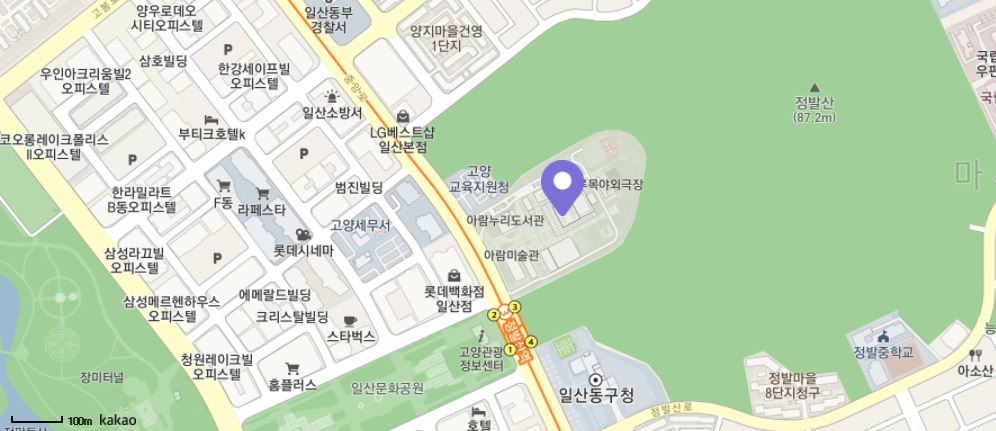 고봉로
양우로데오
시티오피스텔
일산동부
경찰서
양지마을건영
1단지
삼호빌딩
P
한강세이프빌
오피스텔
우인아크리움빌2
오피스텔
중앙로
정발산
(87.2m)
국립
일산소방서
부티크호텔k
LG베스트샵
일산본점
코오롱레이크폴리스
II오피스텔
P
P
고양
교육지원청
마
한라밀라트
B동오피스텔
F동
라페스타
범진빌딩
루목야외극장
고양세무서
아람누리도서관
삼성라끄빌
오피스텔
P
롯데시네마
아람미술관
롯데백화점
일산점
삼성메르헨하우스
오피스텔
에메랄드빌딩
크리스탈빌딩
스타벅스
2
3
정발산역
1
4
고양관광
정보센터
청원레이크빌
오피스텔
홈플러스
장미터널
일산문화공원
일산동구청
정발중학교
능
아소산
정발마을
8단지청구
정발산로
호텔
100m kakao